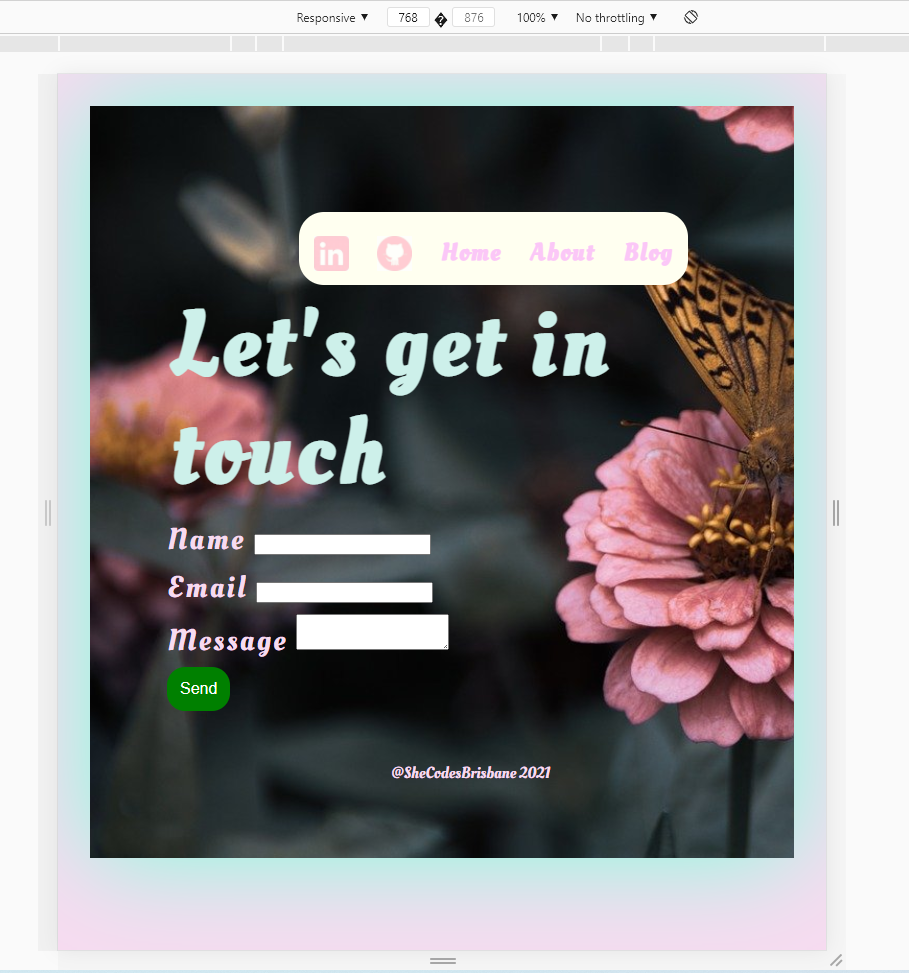 Responsive ▼ 768 � 876 100% ▼ No throttling ▼
in Home About Blog
Let's get in
touch
Name
Email
Message
Send
@SheCodesBrisbane 2021